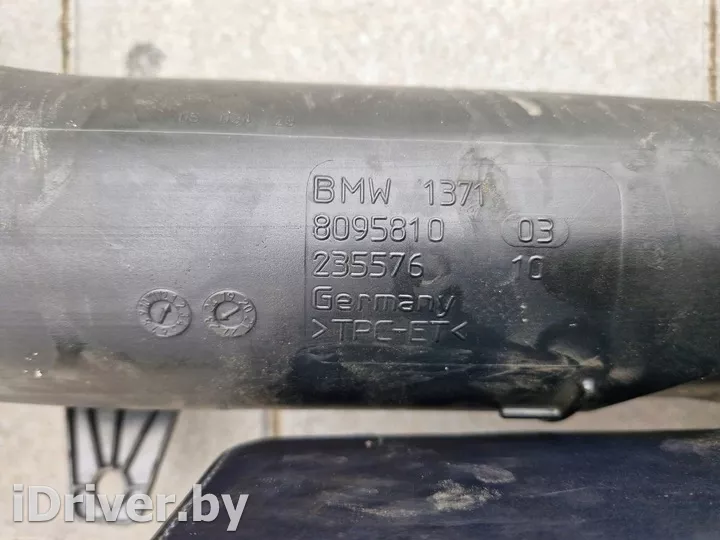 BMW 1371
8095810 03
235576 10
Germany
>TPC-ET<
iDriver.by